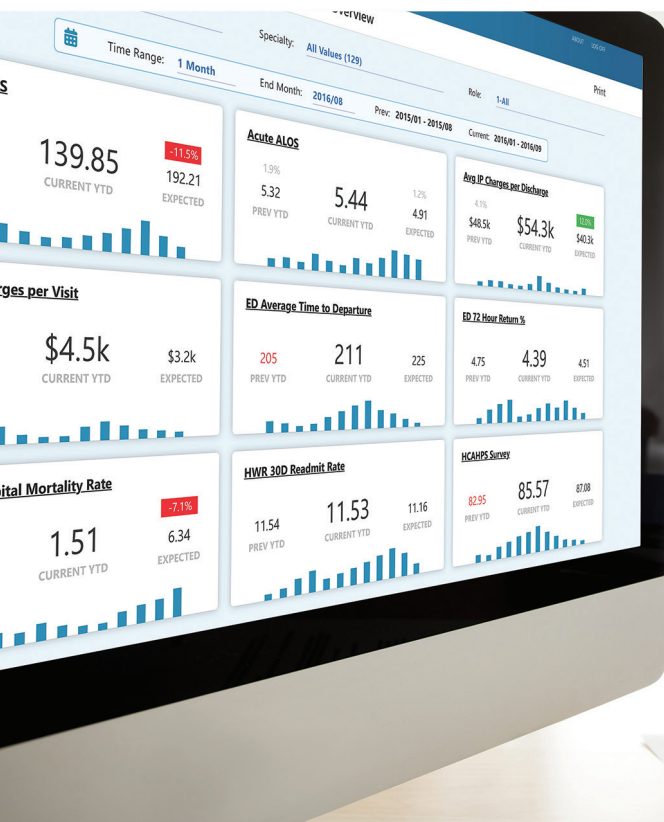 Overview
ABOUT LOG OFF
Specialty: All Values (129)
Role: 1-All
Print
Time Range: 1 Month
End Month: 2016/08
Prev: 2015/01 - 2015/08
Current: 2016/01 - 2016/09
139.85
CURRENT YTD
-11.5%
192.21
EXPECTED
Acute ALOS
1.9%
5.32
PREV YTD
5.44
CURRENT YTD
1.2%
4.91
EXPECTED
Avg IP Charges per Discharge
4.1%
$48.5k
PREV YTD
$54.3k
CURRENT YTD
12.0%
$40.3k
EXPECTED
rges per Visit
$4.5k
CURRENT YTD
$3.2k
EXPECTED
ED Average Time to Departure
205
PREV YTD
211
CURRENT YTD
225
EXPECTED
ED 72 Hour Return %
4.75
PREV YTD
4.39
CURRENT YTD
4.51
EXPECTED
pital Mortality Rate
1.51
CURRENT YTD
-7.1%
6.34
EXPECTED
HWR 30D Readmit Rate
11.54
PREV YTD
11.53
CURRENT YTD
11.16
EXPECTED
HCAHPS Survey
82.95
PREV YTD
85.57
CURRENT YTD
87.08
EXPECTED